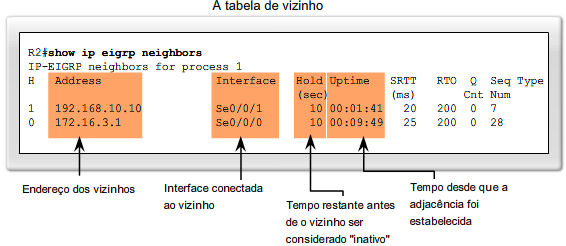 A tabela de vizinho
R2#show ip eigrp neighbors
IP-EIGRP neighbors for process 1
H Address Interface Hold Uptime SRTT RTO Q Seq Type
(sec) (ms) Cnt Num
1 192.168.10.10 Se0/0/1 10 00:01:41 20 200 0 7
0 172.16.3.1 Se0/0/0 10 00:09:49 25 200 0 28
Endereço dos vizinhos
Interface conectada
ao vizinho
Tempo restante antes
de o vizinho ser
considerado "inativo"
Tempo desde que a
adjacência foi
estabelecida